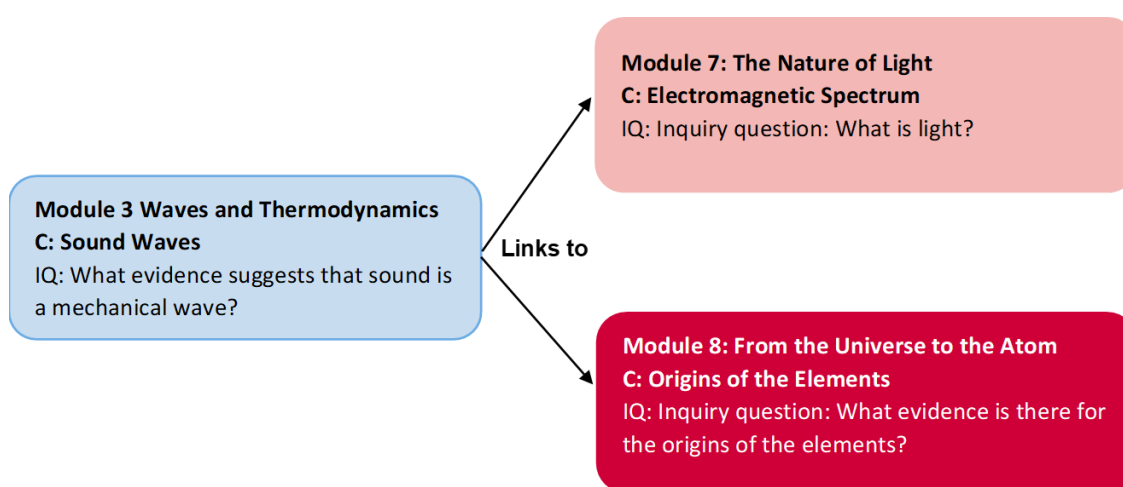 Module 7: The Nature of Light
C: Electromagnetic Spectrum
IQ: Inquiry question: What is light?
Module 3 Waves and Thermodynamics
C: Sound Waves
IQ: What evidence suggests that sound is
a mechanical wave?
Links to
Module 8: From the Universe to the Atom
C: Origins of the Elements
IQ: Inquiry question: What evidence is there for
the origins of the elements?